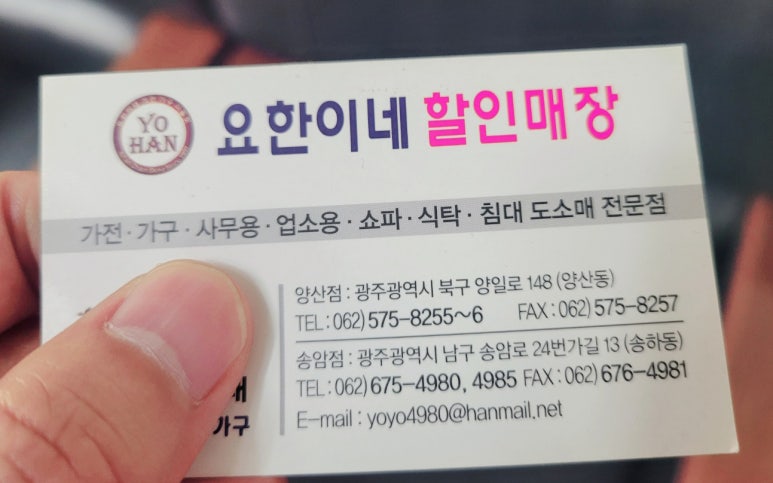 YO
HAN
요한이네 할인매장
가전·가구·사무용·업소용·쇼파·식탁·침대 도소매 전문점
양산점 : 광주광역시 북구 양일로 148 (양산동)
TEL : 062) 575-8255~6 FAX : 062) 575-8257
송암점 : 광주광역시 남구 송암로 24번가길 13 (송하동)
TEL : 062) 675-4980, 4985 FAX : 062) 676-4981
E-mail : yoyo4980@hanmail.net
가구